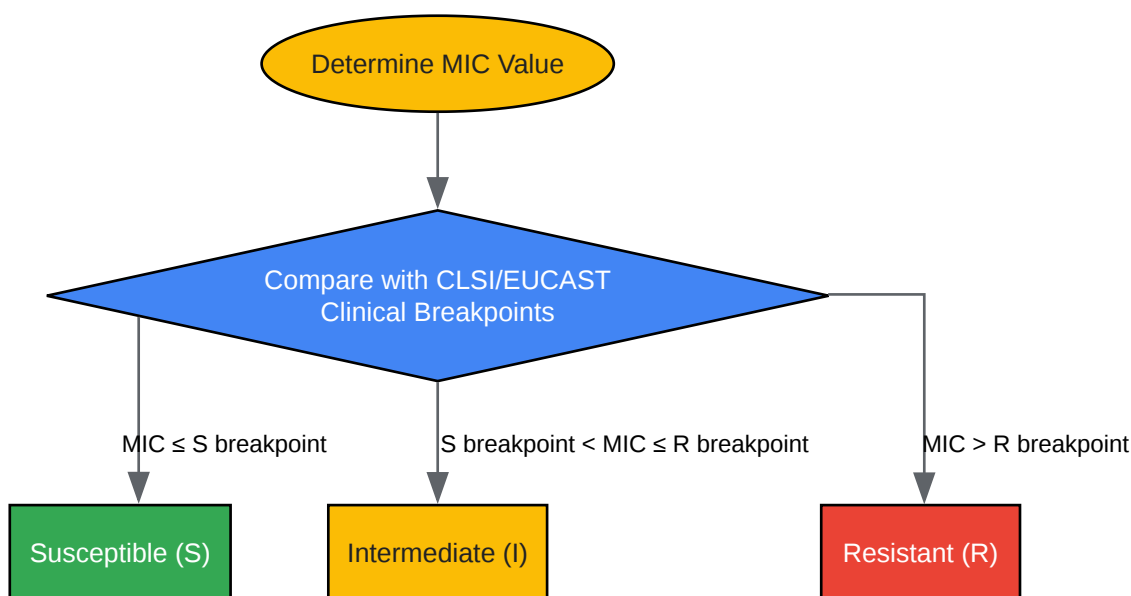 Determine MIC Value
Compare with CLSI/EUCAST
Clinical Breakpoints
MIC ≤ S breakpoint
S breakpoint < MIC ≤ R breakpoint
MIC > R breakpoint
Susceptible (S)
Intermediate (I)
Resistant (R)